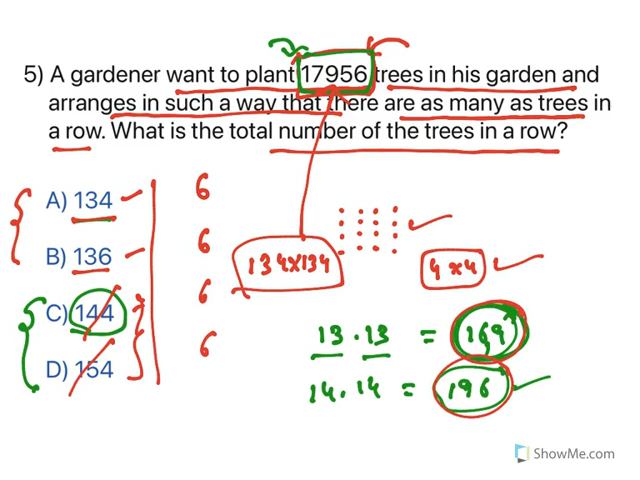 5) A gardener want to plant 17956 trees in his garden and
arranges in such a way that there are as many as trees in
a row. What is the total number of the trees in a row?
A) 134
B) 136
C) 144
D) 154
6
6
6
6
134x134
4x4
13 . 13 = 169
14 . 14 = 196
ShowMe.com